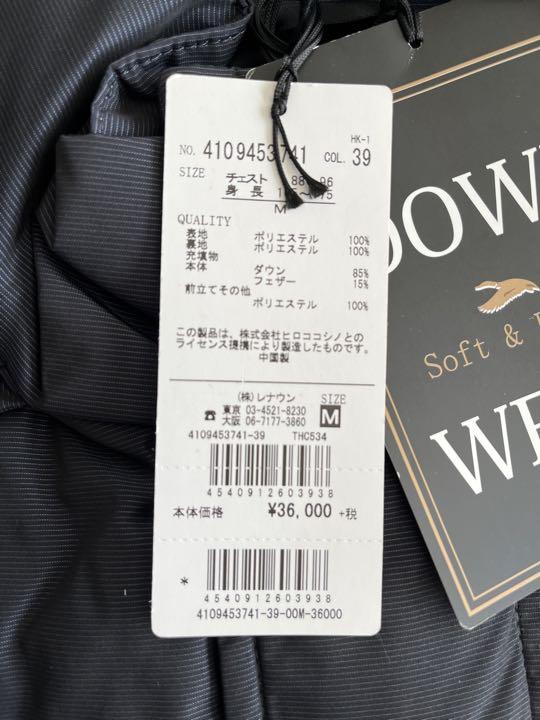 HK-1
NO. 4109453741 COL. 39
SIZE チェスト 88 96
身長
M
QUALITY
表地 ポリエステル 100%
裏地 ポリエステル 100%
充填物
本体 ダウン 85%
フェザー 15%
前立てその他
ポリエステル 100%
この製品は、株式会社ヒロココシノとの
ライセンス提携により製造したものです。
中国製
(株)レナウン SIZE
☎ 東京 03-4521-8230 M
大阪 06-7177-3860
4109453741-39 THC534
4540912603938
本体価格 ¥36,000 +税
*
4540912603938
4109453741-39-00M-36000
Soft &